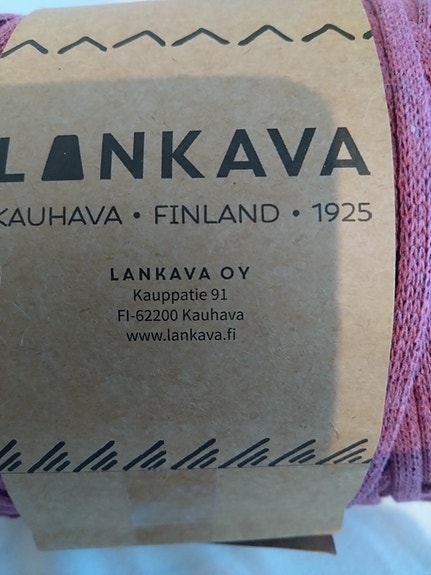 LANKAVA
KAUHAVA • FINLAND • 1925
LANKAVA OY
Kauppatie 91
FI-62200 Kauhava
www.lankava.fi